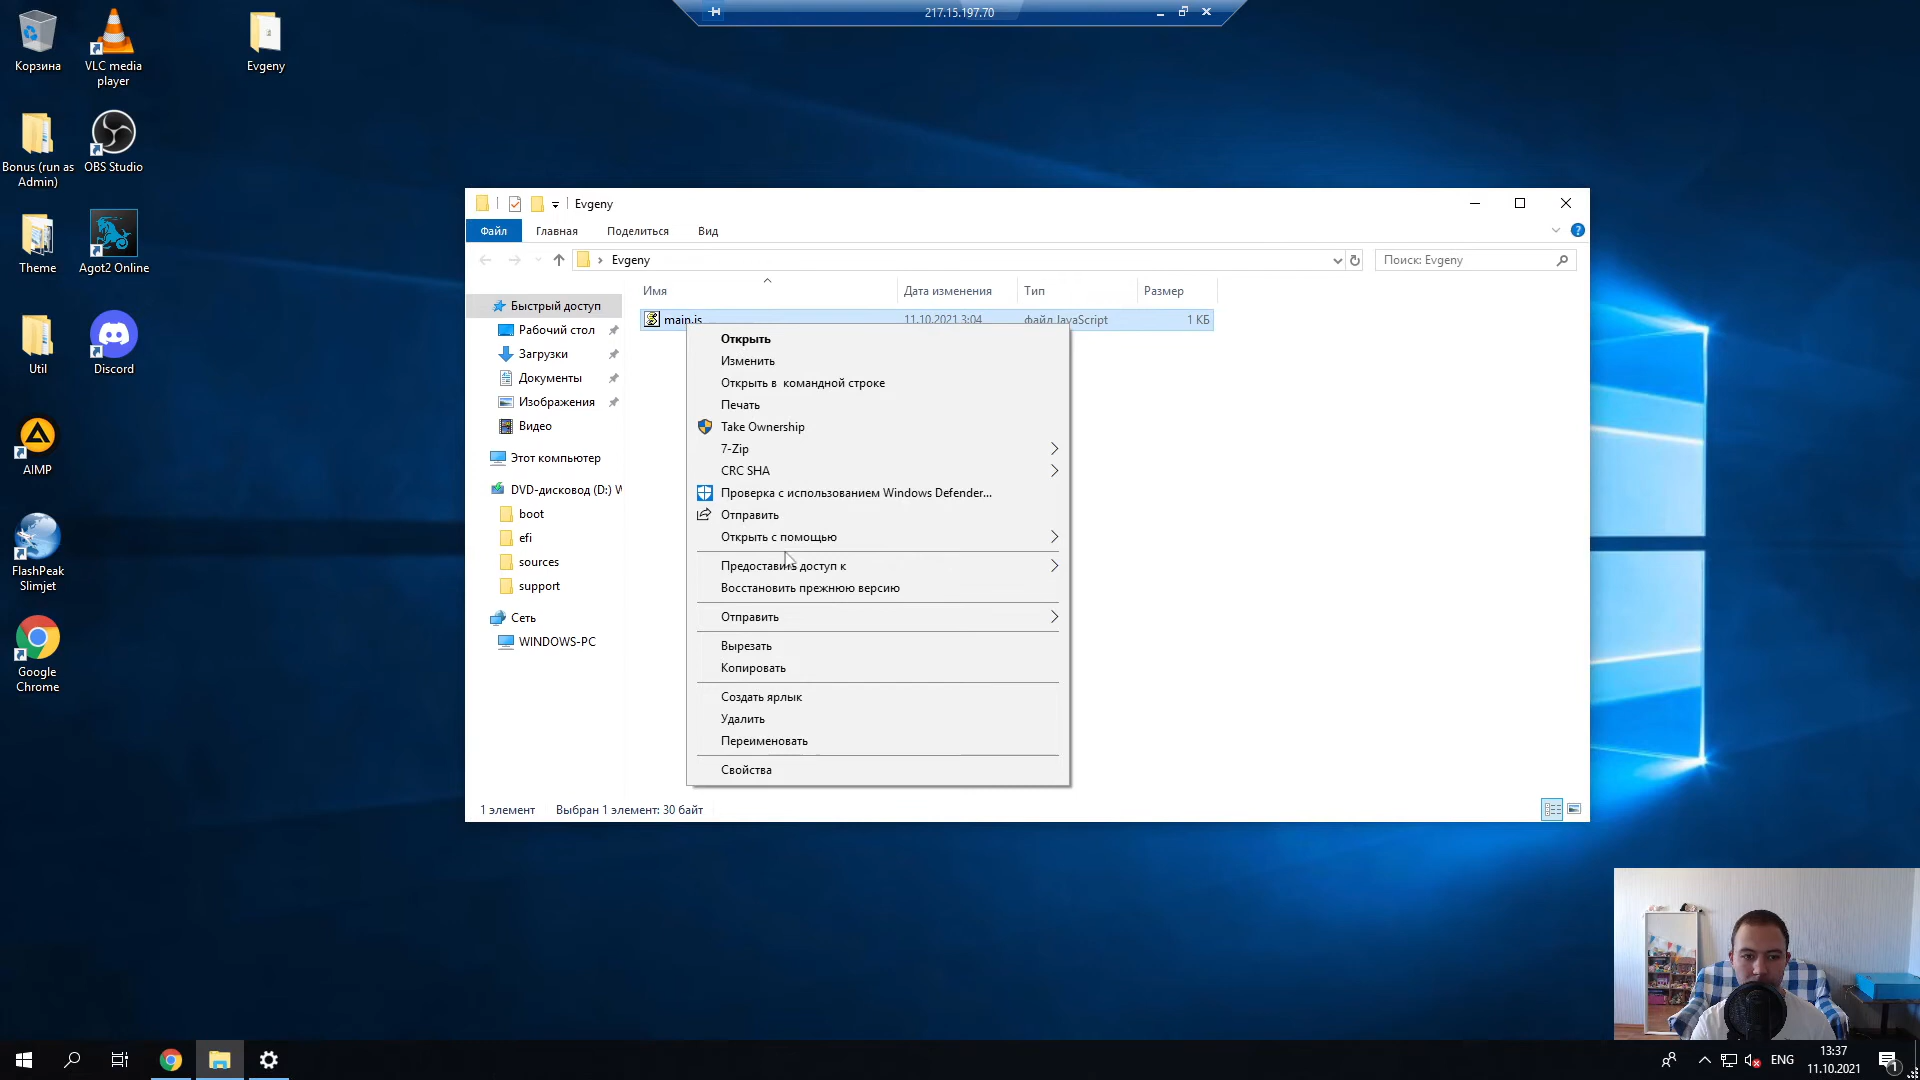 217.15.197.70
Корзина
VLC media
player
Evgeny
Bonus (run as
Admin)
OBS Studio
Theme
Agot2 Online
Util
Discord
AIMP
FlashPeak
Slimjet
Google
Chrome
Evgeny
Файл
Главная
Поделиться
Вид
Evgeny
Поиск: Evgeny
Имя
Дата изменения
Тип
Размер
Быстрый доступ
Рабочий стол
Загрузки
Документы
Изображения
Видео
Этот компьютер
DVD-дисковод (D:) W
boot
efi
sources
support
Сеть
WINDOWS-PC
main.js
11.10.2021 3:04
файл JavaScript
1 КБ
Открыть
Изменить
Открыть в командной строке
Печать
Take Ownership
7-Zip
CRC SHA
Проверка с использованием Windows Defender...
Отправить
Открыть с помощью
Предоставить доступ к
Восстановить прежнюю версию
Отправить
Вырезать
Копировать
Создать ярлык
Удалить
Переименовать
Свойства
1 элемент
Выбран 1 элемент: 30 байт
ENG
13:37
11.10.2021
1